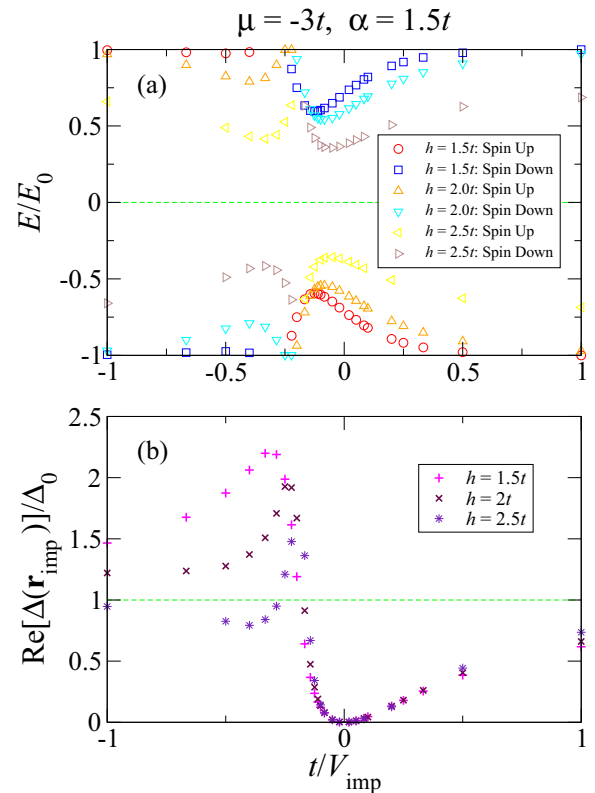 μ = -3t, α = 1.5t
1
0.5
0
-0.5
-1
E/E₀
(a)
h = 1.5t: Spin Up
h = 1.5t: Spin Down
h = 2.0t: Spin Up
h = 2.0t: Spin Down
h = 2.5t: Spin Up
h = 2.5t: Spin Down
-1 -0.5 0 0.5 1
2.5
2
1.5
1
0.5
0
Re[Δ(r_imp)]/Δ₀
(b)
h = 1.5t
h = 2t
h = 2.5t
-1 -0.5 0 0.5 1
t/V_imp